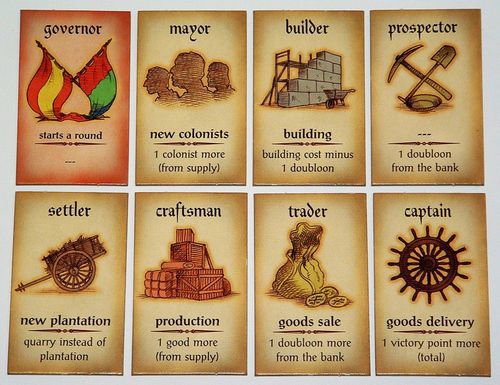 governor
starts a round
---
mayor
new colonists
1 colonist more
(from supply)
builder
building
building cost minus
1 doubloon
prospector
---
1 doubloon
from the bank
settler
new plantation
quarry instead of
plantation
craftsman
production
1 good more
(from supply)
trader
goods sale
1 doubloon more
from the bank
captain
goods delivery
1 victory point more
(total)